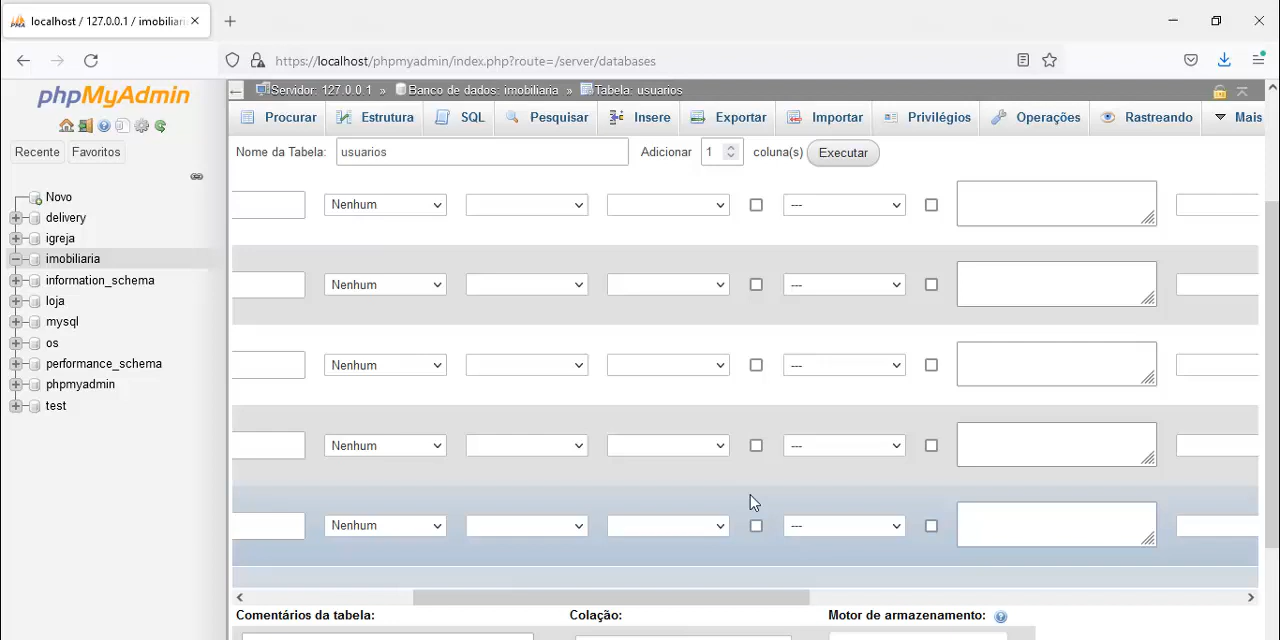 localhost / 127.0.0.1 / imobiliari
https://localhost/phpmyadmin/index.php?route=/server/databases
phpMyAdmin
Recente Favoritos
Novo
delivery
igreja
imobiliaria
information_schema
loja
mysql
os
performance_schema
phpmyadmin
test
Servidor: 127.0.0.1 » Banco de dados: imobiliaria » Tabela: usuarios
Procurar Estrutura SQL Pesquisar Insere Exportar Importar Privilégios Operações Rastreando Mais
Nome da Tabela: usuarios Adicionar 1 coluna(s) Executar
Nenhum ---
Nenhum ---
Nenhum ---
Nenhum ---
Nenhum ---
Comentários da tabela: Colação: Motor de armazenamento: